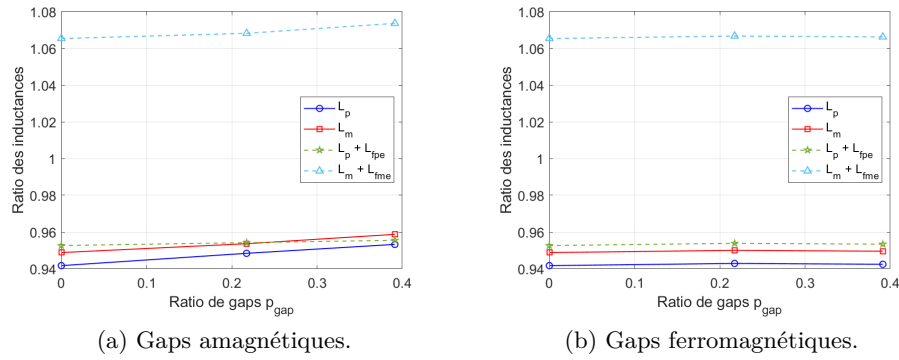 1.08
1.06
1.04
1.02
1
0.98
0.96
0.94
Ratio des inductances
L_p
L_m
L_p + L_fpe
L_m + L_fme
0
0.1
0.2
0.3
0.4
Ratio de gaps p_gap
(a) Gaps amagnétiques.
1.08
1.06
1.04
1.02
1
0.98
0.96
0.94
Ratio des inductances
L_p
L_m
L_p + L_fpe
L_m + L_fme
0
0.1
0.2
0.3
0.4
Ratio de gaps p_gap
(b) Gaps ferromagnétiques.